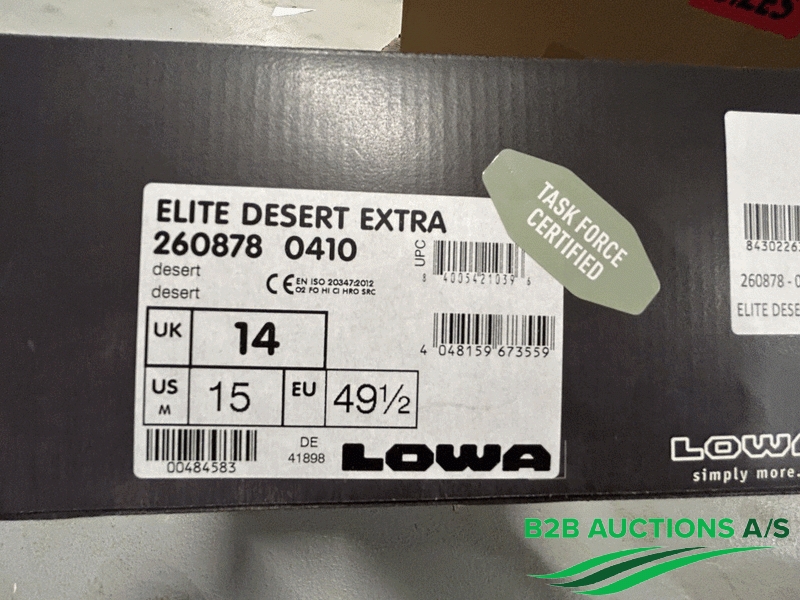 ELITE DESERT EXTRA
260878 0410
desert
desert
CE EN ISO 20347:2012
O2 FO HI CI HRO SRC
UPC
8 4005421039 6
UK 14
4 048159 673559
US M 15 EU 49½
00484583
DE
41898
LOWA
TASK FORCE
CERTIFIED
260878 - 0
ELITE DESE
LOWA
simply more.
B2B AUCTIONS A/S